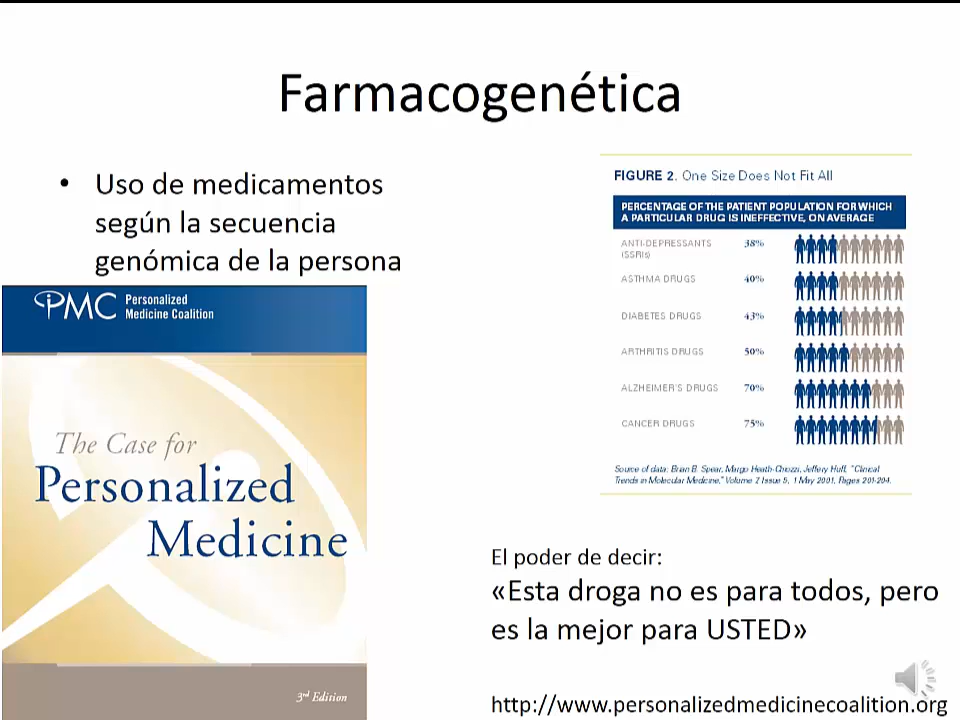 Farmacogenética
• Uso de medicamentos
según la secuencia
genómica de la persona
PMC Personalized
Medicine Coalition
The Case for
Personalized
Medicine
3rd Edition
FIGURE 2. One Size Does Not Fit All
PERCENTAGE OF THE PATIENT POPULATION FOR WHICH
A PARTICULAR DRUG IS INEFFECTIVE, ON AVERAGE
ANTI-DEPRESSANTS 38%
(SSRIs)
ASTHMA DRUGS 40%
DIABETES DRUGS 43%
ARTHRITIS DRUGS 50%
ALZHEIMER'S DRUGS 70%
CANCER DRUGS 75%
Source of data: Brian B. Spear, Margo Heath-Chiozzi, Jeffery Huff, "Clinical
Trends in Molecular Medicine," Volume 7 Issue 5, 1 May 2001, Pages 201-204.
El poder de decir:
«Esta droga no es para todos, pero
es la mejor para USTED»
http://www.personalizedmedicinecoalition.org